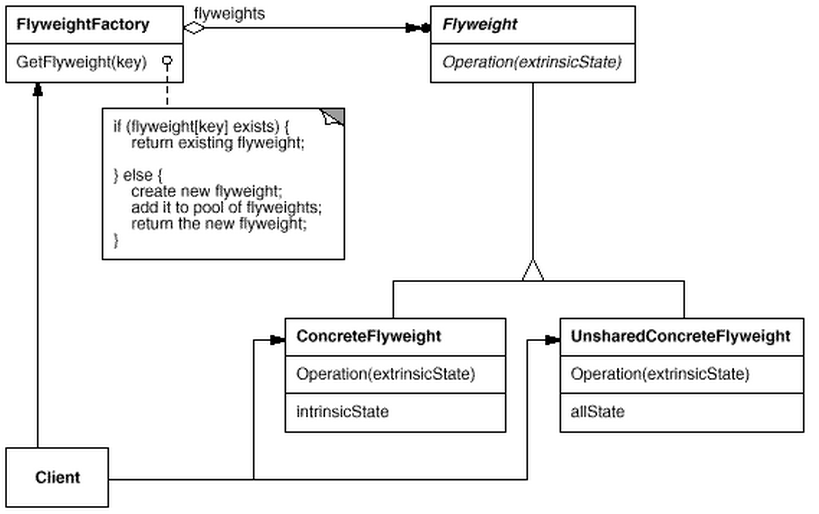 FlyweightFactory
flyweights
Flyweight
GetFlyweight(key)
Operation(extrinsicState)
if (flyweight[key] exists) {
return existing flyweight;
} else {
create new flyweight;
add it to pool of flyweights;
return the new flyweight;
}
ConcreteFlyweight
Operation(extrinsicState)
intrinsicState
UnsharedConcreteFlyweight
Operation(extrinsicState)
allState
Client